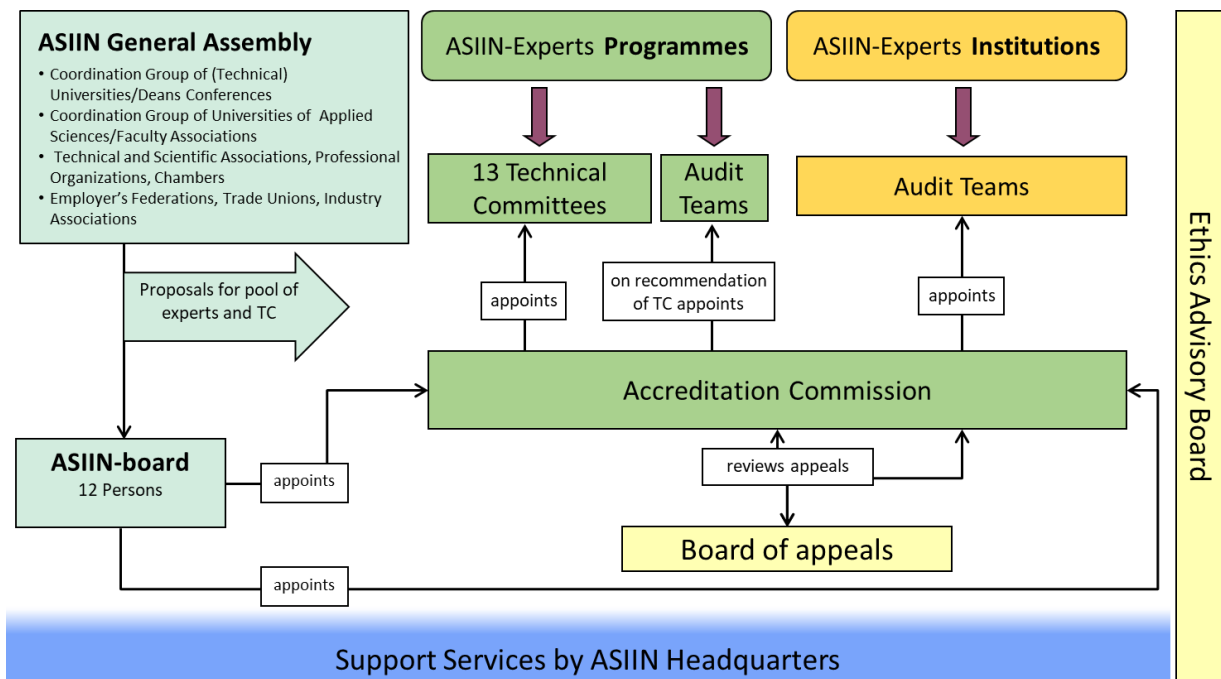 ASIIN General Assembly
• Coordination Group of (Technical)
Universities/Deans Conferences
• Coordination Group of Universities of Applied
Sciences/Faculty Associations
• Technical and Scientific Associations, Professional
Organizations, Chambers
• Employer's Federations, Trade Unions, Industry
Associations
ASIIN-Experts Programmes
ASIIN-Experts Institutions
13 Technical
Committees
Audit
Teams
Audit Teams
Proposals for pool of
experts and TC
appoints
on recommendation
of TC appoints
appoints
Accreditation Commission
ASIIN-board
12 Persons
appoints
reviews appeals
Board of appeals
appoints
Support Services by ASIIN Headquarters
Ethics Advisory Board